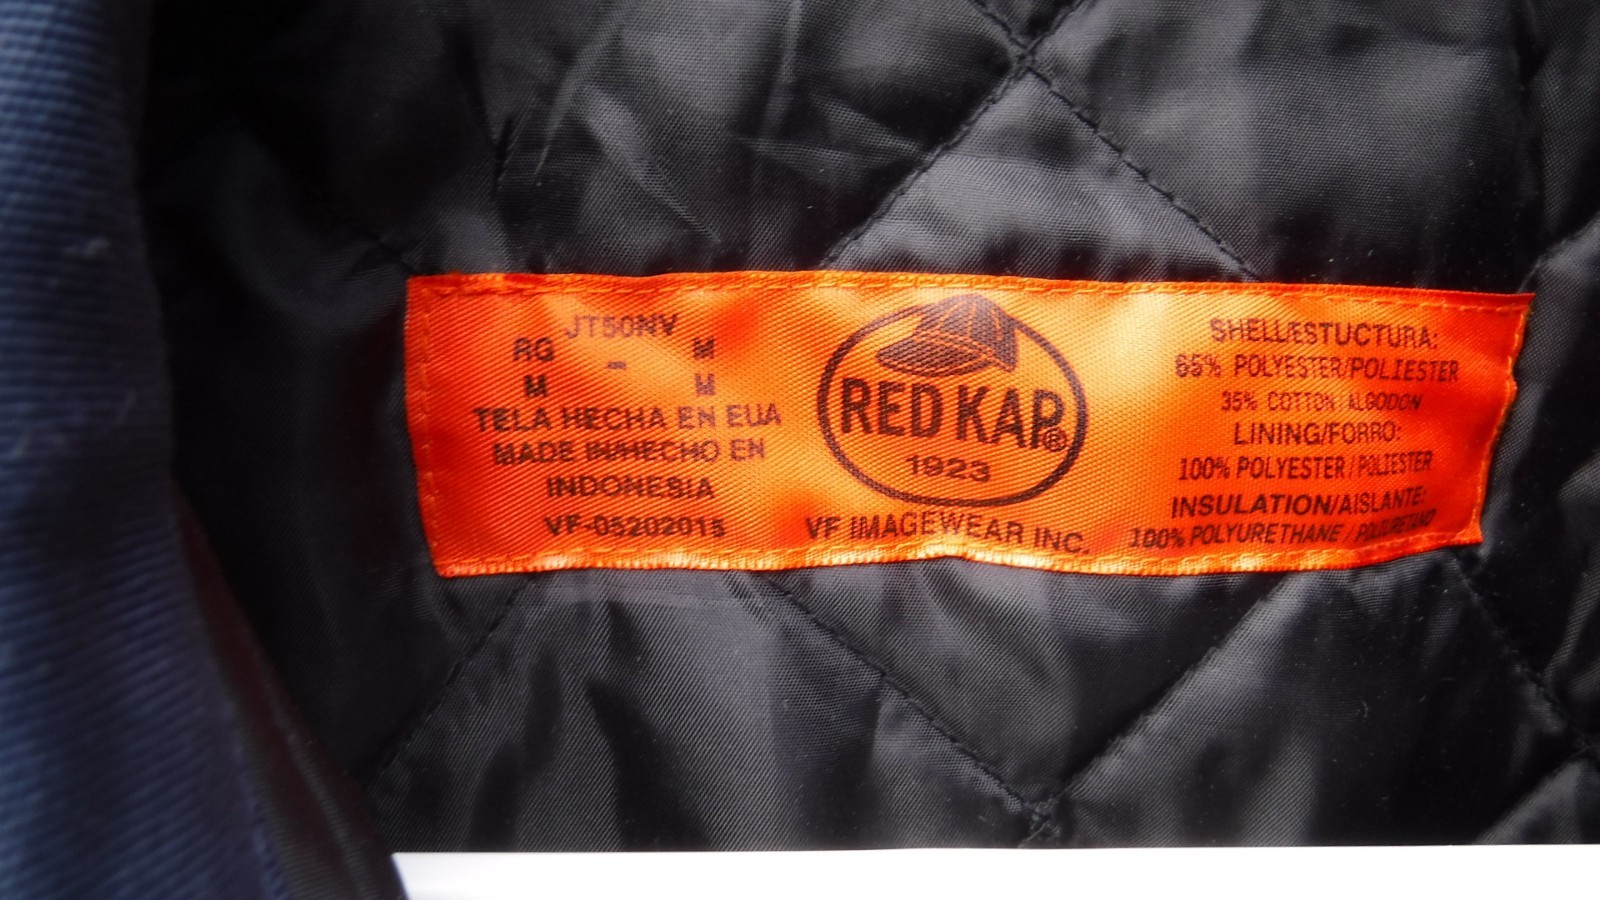 JT50NV
RG - M
M M
TELA HECHA EN EUA
MADE IN/HECHO EN
INDONESIA
VF-05202015
RED KAP®
1923
VF IMAGEWEAR INC.
SHELL/ESTUCTURA:
65% POLYESTER/POLIESTER
35% COTTON/ALGODON
LINING/FORRO:
100% POLYESTER/POLIESTER
INSULATION/AISLANTE:
100% POLYURETHANE / POLIURETANO